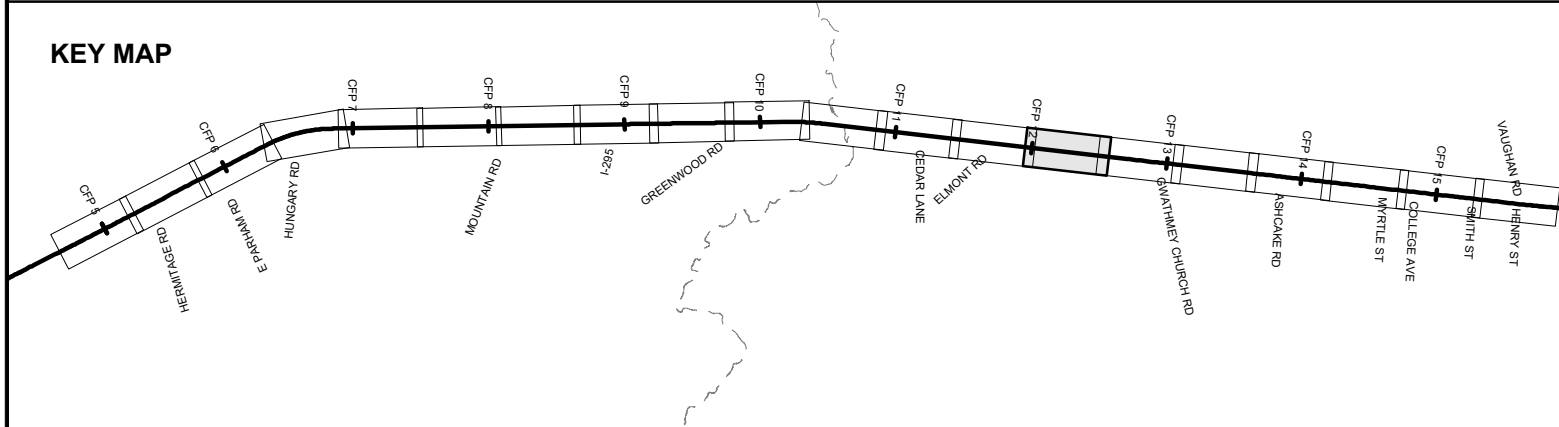 KEY MAP
CFP 5
HERMITAGE RD
CFP 6
E PARHAM RD
HUNGARY RD
CFP 7
CFP 8
MOUNTAIN RD
CFP 9
I-295
GREENWOOD RD
CFP 10
CFP 11
CEDAR LANE
ELMONT RD
CFP 12
CFP 13
GWATHMEY CHURCH RD
CFP 14
ASHCAKE RD
MYRTLE ST
COLLEGE AVE
CFP 15
SMITH ST
VAUGHAN RD
HENRY ST